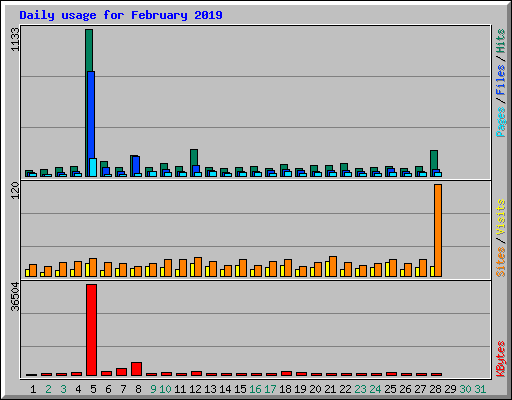 Daily usage for February 2019
1133
Pages / Files / Hits
120
Sites / Visits
36504
KBytes
1 2 3 4 5 6 7 8 9 10 11 12 13 14 15 16 17 18 19 20 21 22 23 24 25 26 27 28 29 30 31